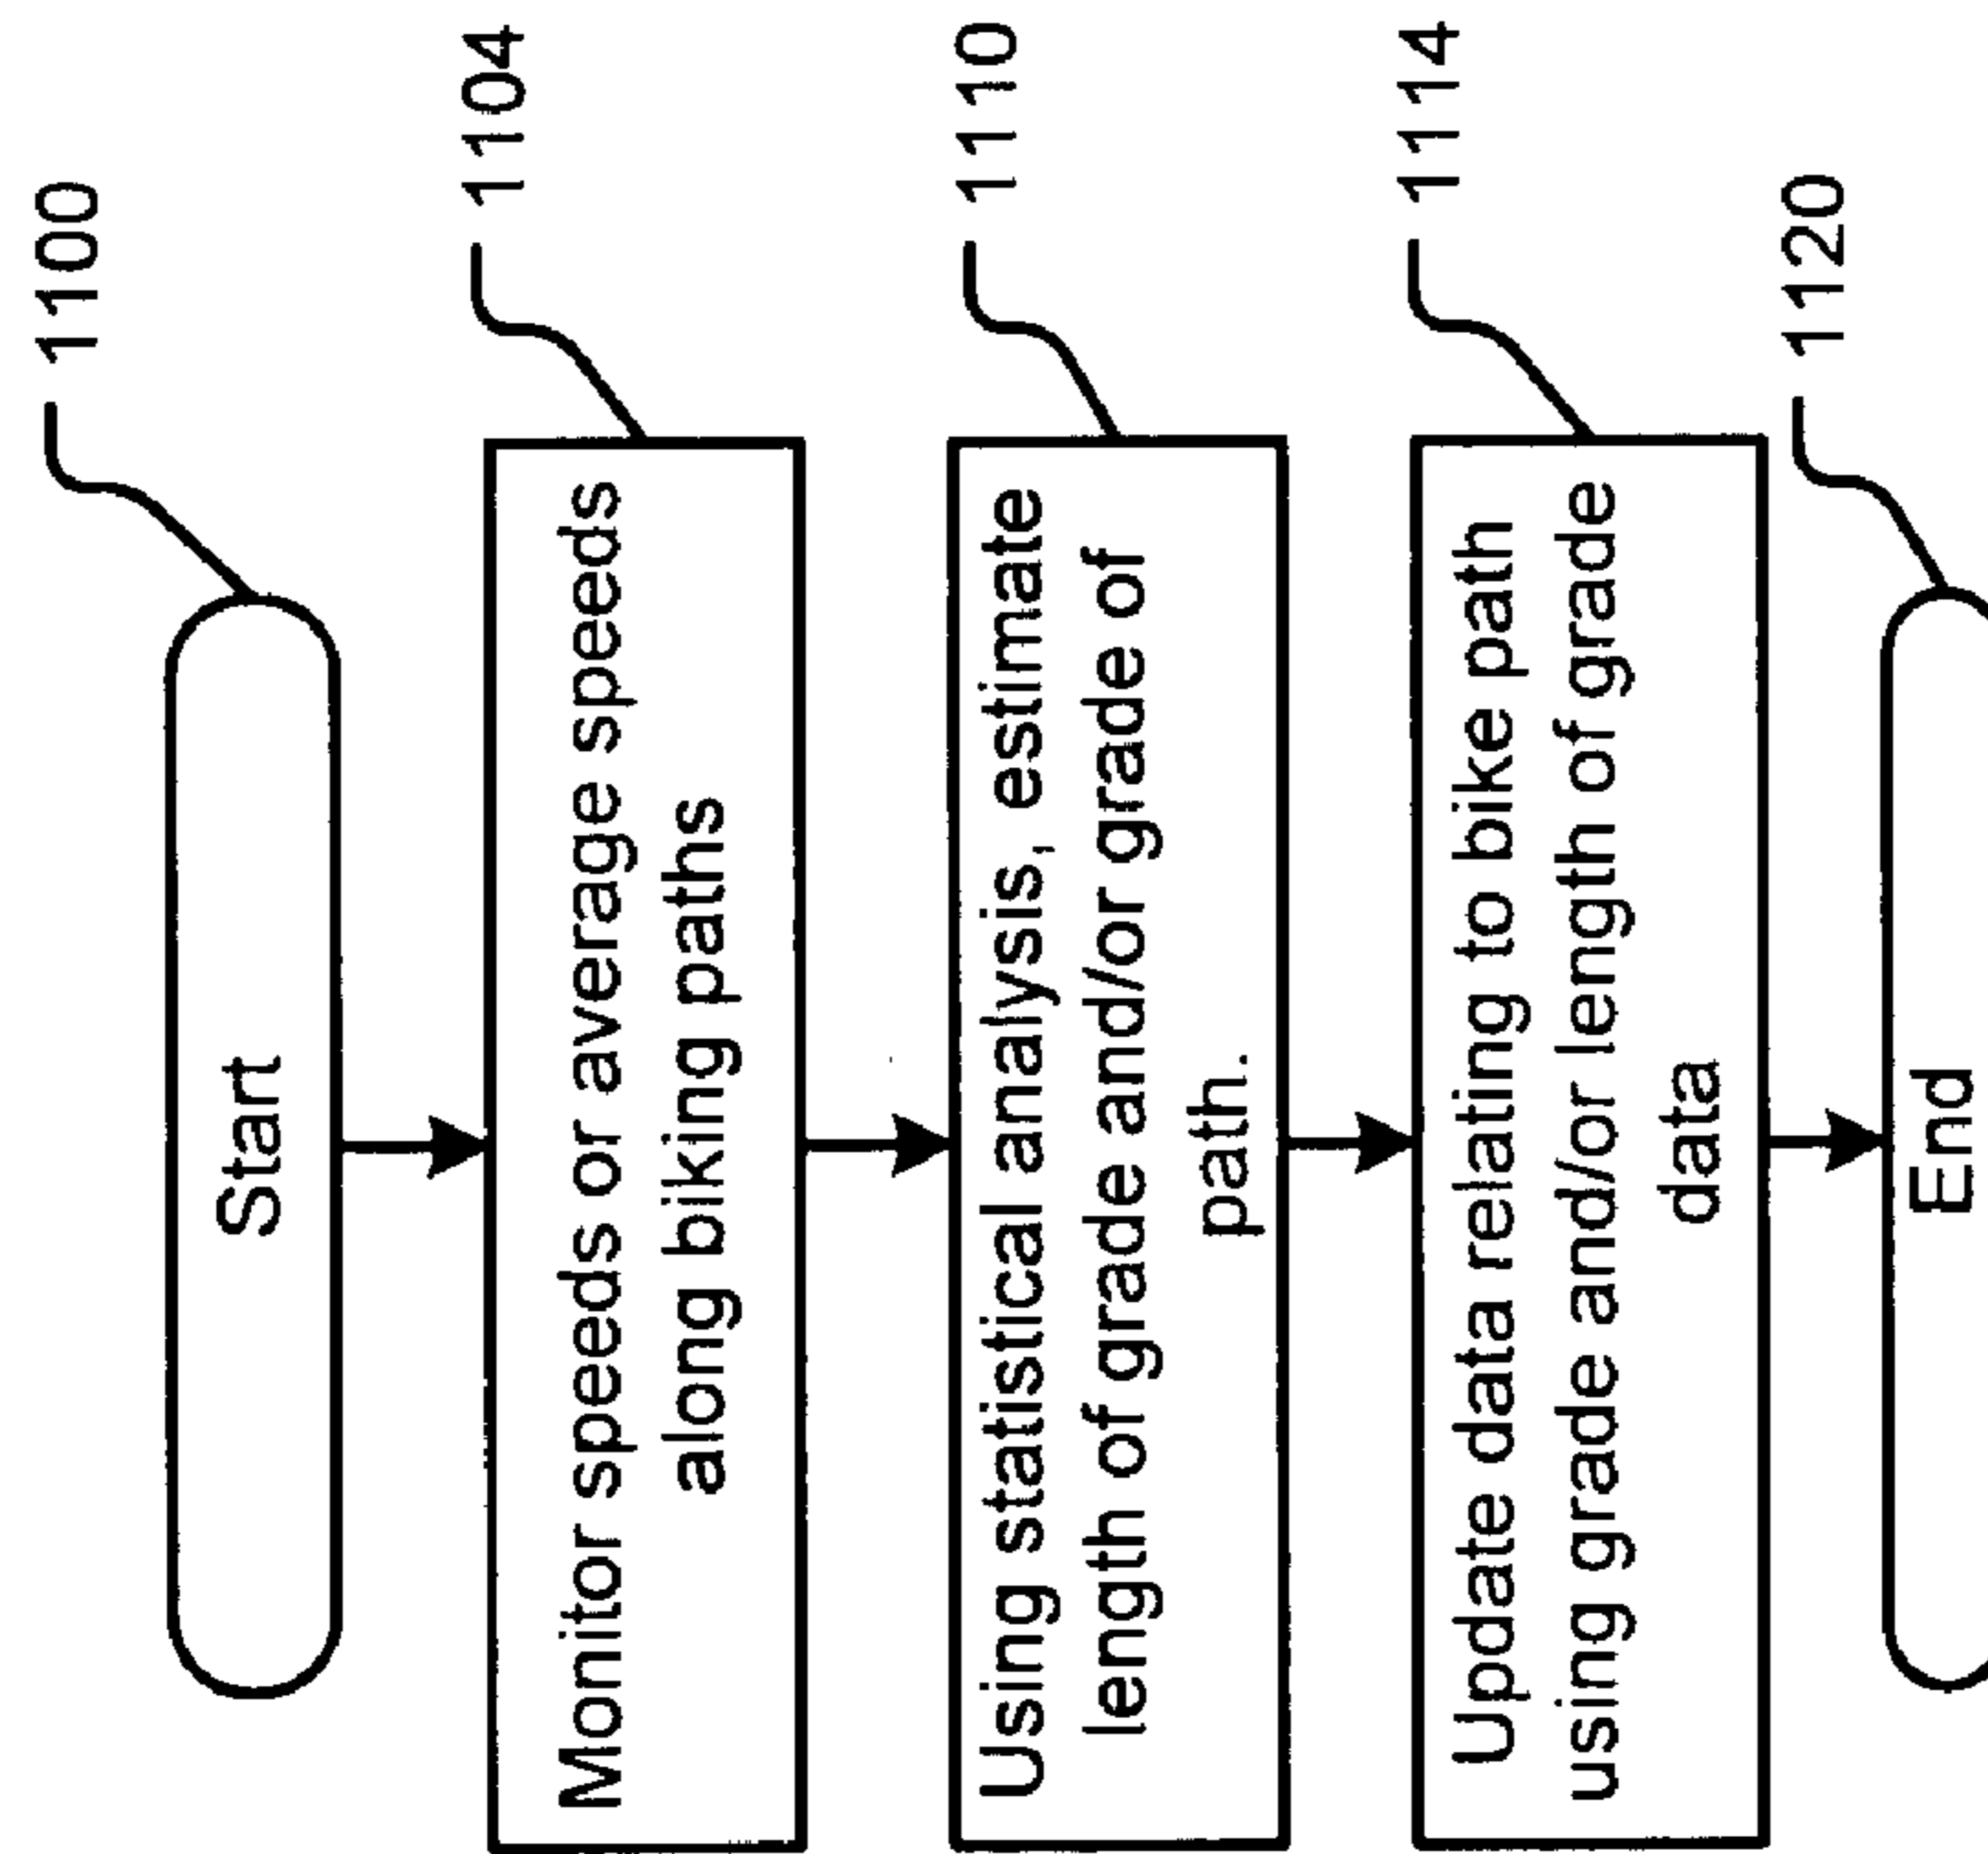 Start
1100
Monitor speeds or average speeds
along biking paths
1104
Using statistical analysis, estimate
length of grade and/or grade of
path.
1110
Update data relating to bike path
using grade and/or length of grade
data
1114
End
1120